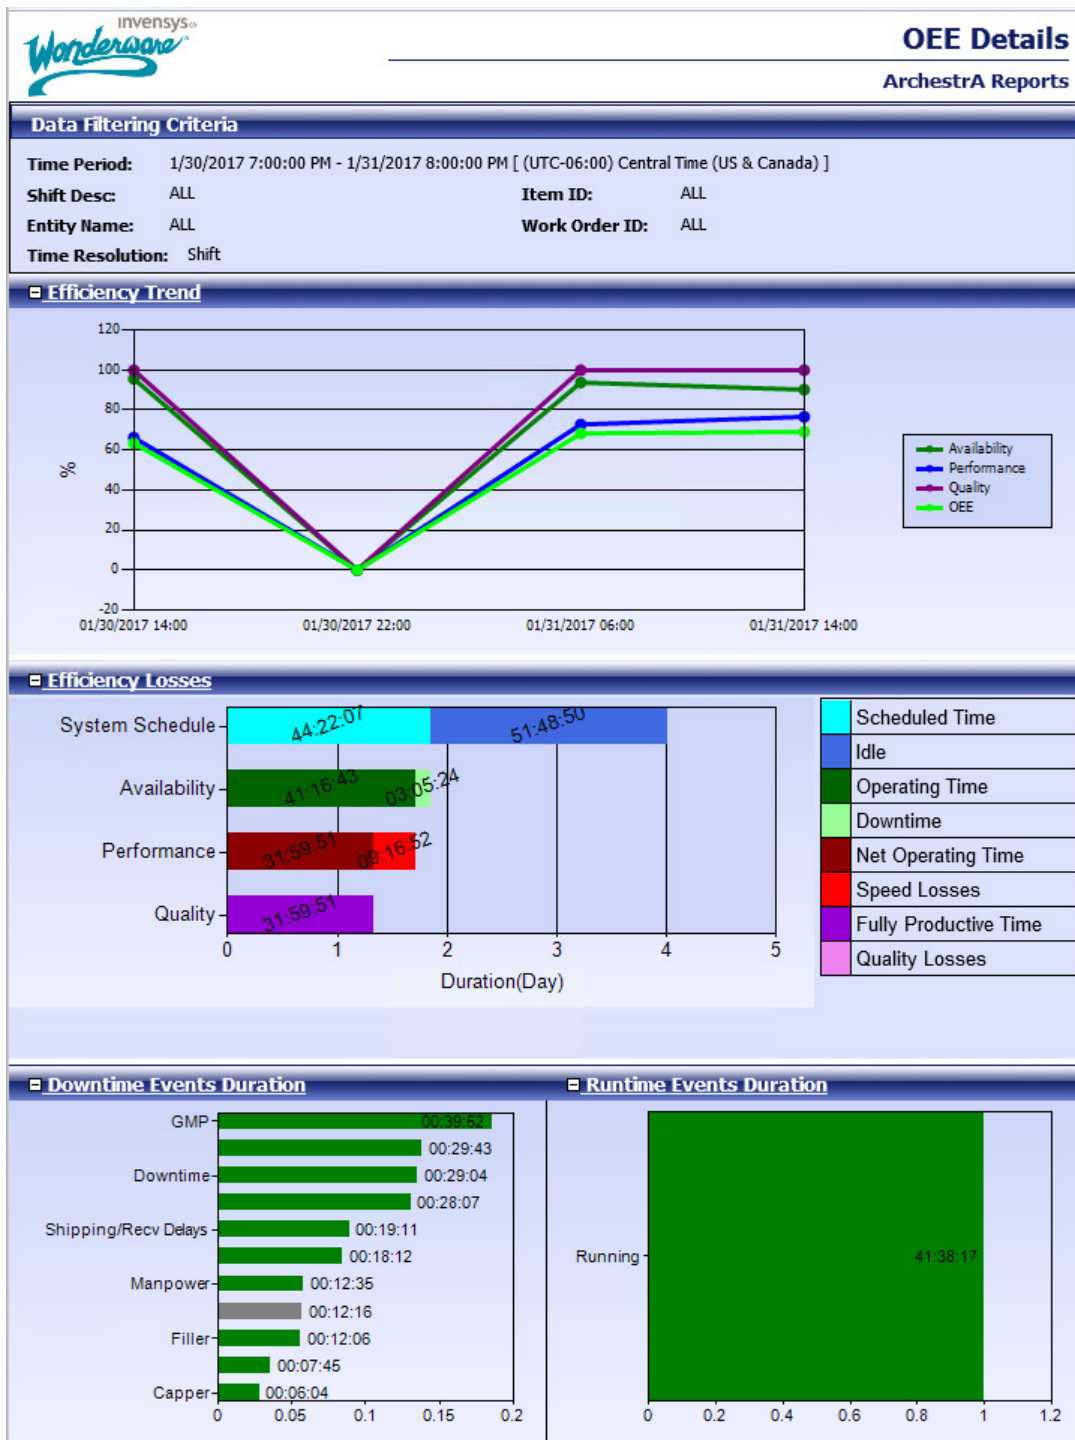 invensys
Wonderware
OEE Details
ArchestrA Reports
Data Filtering Criteria
Time Period: 1/30/2017 7:00:00 PM - 1/31/2017 8:00:00 PM [ (UTC-06:00) Central Time (US & Canada) ]
Shift Desc: ALL Item ID: ALL
Entity Name: ALL Work Order ID: ALL
Time Resolution: Shift
Efficiency Trend
120
100
80
60
40
20
0
-20
%
01/30/2017 14:00 01/30/2017 22:00 01/31/2017 06:00 01/31/2017 14:00
Availability
Performance
Quality
OEE
Efficiency Losses
System Schedule 44:22:07 51:48:50
Availability 41:16:43 03:05:24
Performance 31:59:51 09:16:52
Quality 31:59:51
0 1 2 3 4 5
Duration(Day)
Scheduled Time
Idle
Operating Time
Downtime
Net Operating Time
Speed Losses
Fully Productive Time
Quality Losses
Downtime Events Duration
GMP 00:39:52
00:29:43
Downtime 00:29:04
00:28:07
Shipping/Recv Delays 00:19:11
00:18:12
Manpower 00:12:35
00:12:16
Filler 00:12:06
00:07:45
Capper 00:06:04
0 0.05 0.1 0.15 0.2
Runtime Events Duration
Running 41:38:17
0 0.2 0.4 0.6 0.8 1 1.2